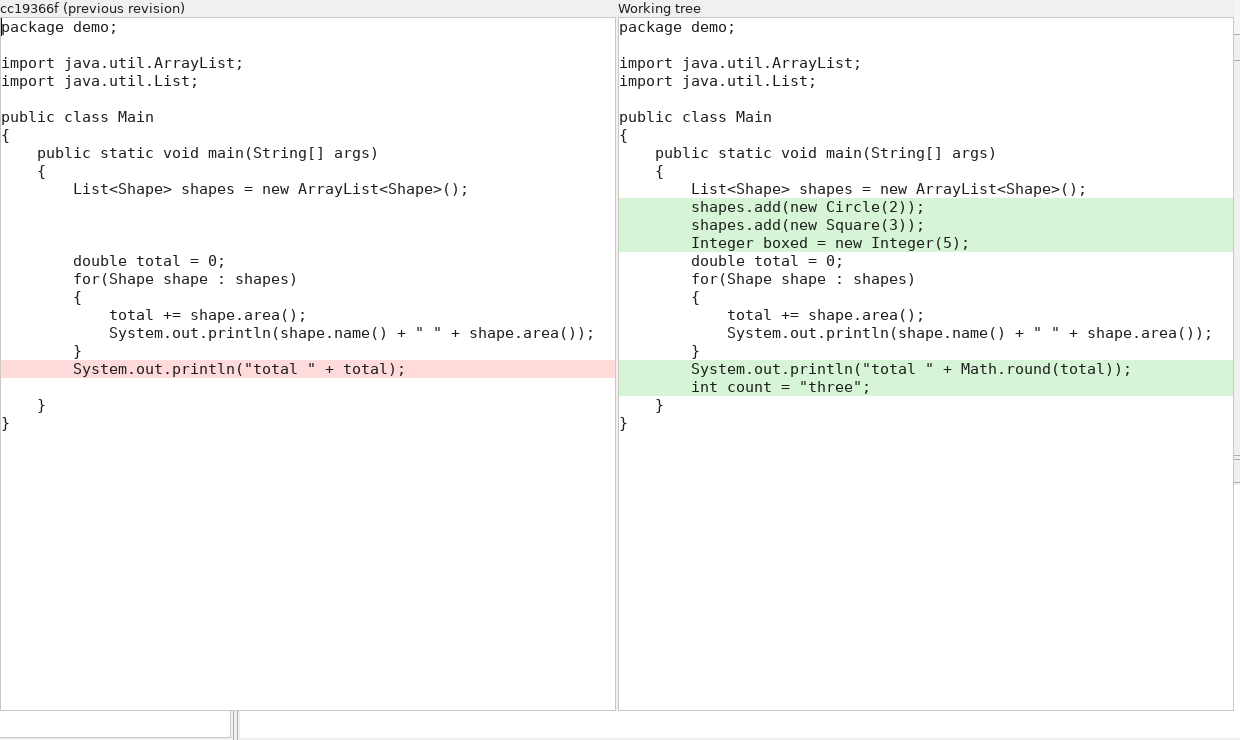 cc19366f (previous revision)
package demo;

import java.util.ArrayList;
import java.util.List;

public class Main
{
    public static void main(String[] args)
    {
        List<Shape> shapes = new ArrayList<Shape>();
        double total = 0;
        for(Shape shape : shapes)
        {
            total += shape.area();
            System.out.println(shape.name() + " " + shape.area());
        }
        System.out.println("total " + total);
    }
}
Working tree
package demo;

import java.util.ArrayList;
import java.util.List;

public class Main
{
    public static void main(String[] args)
    {
        List<Shape> shapes = new ArrayList<Shape>();
        shapes.add(new Circle(2));
        shapes.add(new Square(3));
        Integer boxed = new Integer(5);
        double total = 0;
        for(Shape shape : shapes)
        {
            total += shape.area();
            System.out.println(shape.name() + " " + shape.area());
        }
        System.out.println("total " + Math.round(total));
        int count = "three";
    }
}